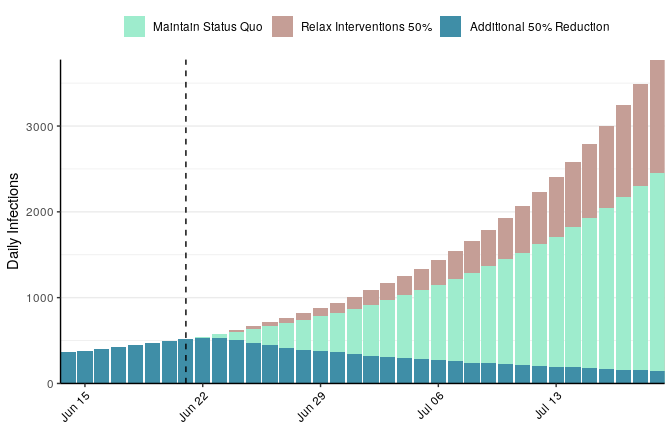 Maintain Status Quo Relax Interventions 50% Additional 50% Reduction
Daily Infections
3000
2000
1000
0
Jun 15 Jun 22 Jun 29 Jul 06 Jul 13